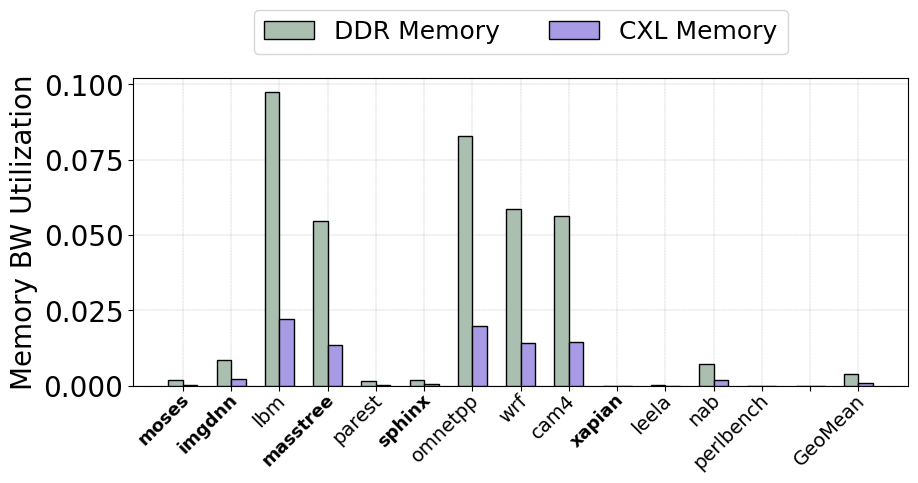 DDR Memory CXL Memory
Memory BW Utilization
0.100
0.075
0.050
0.025
0.000
moses imgdnn lbm masstree parest sphinx omnetpp wrf cam4 xapian leela nab perlbench GeoMean